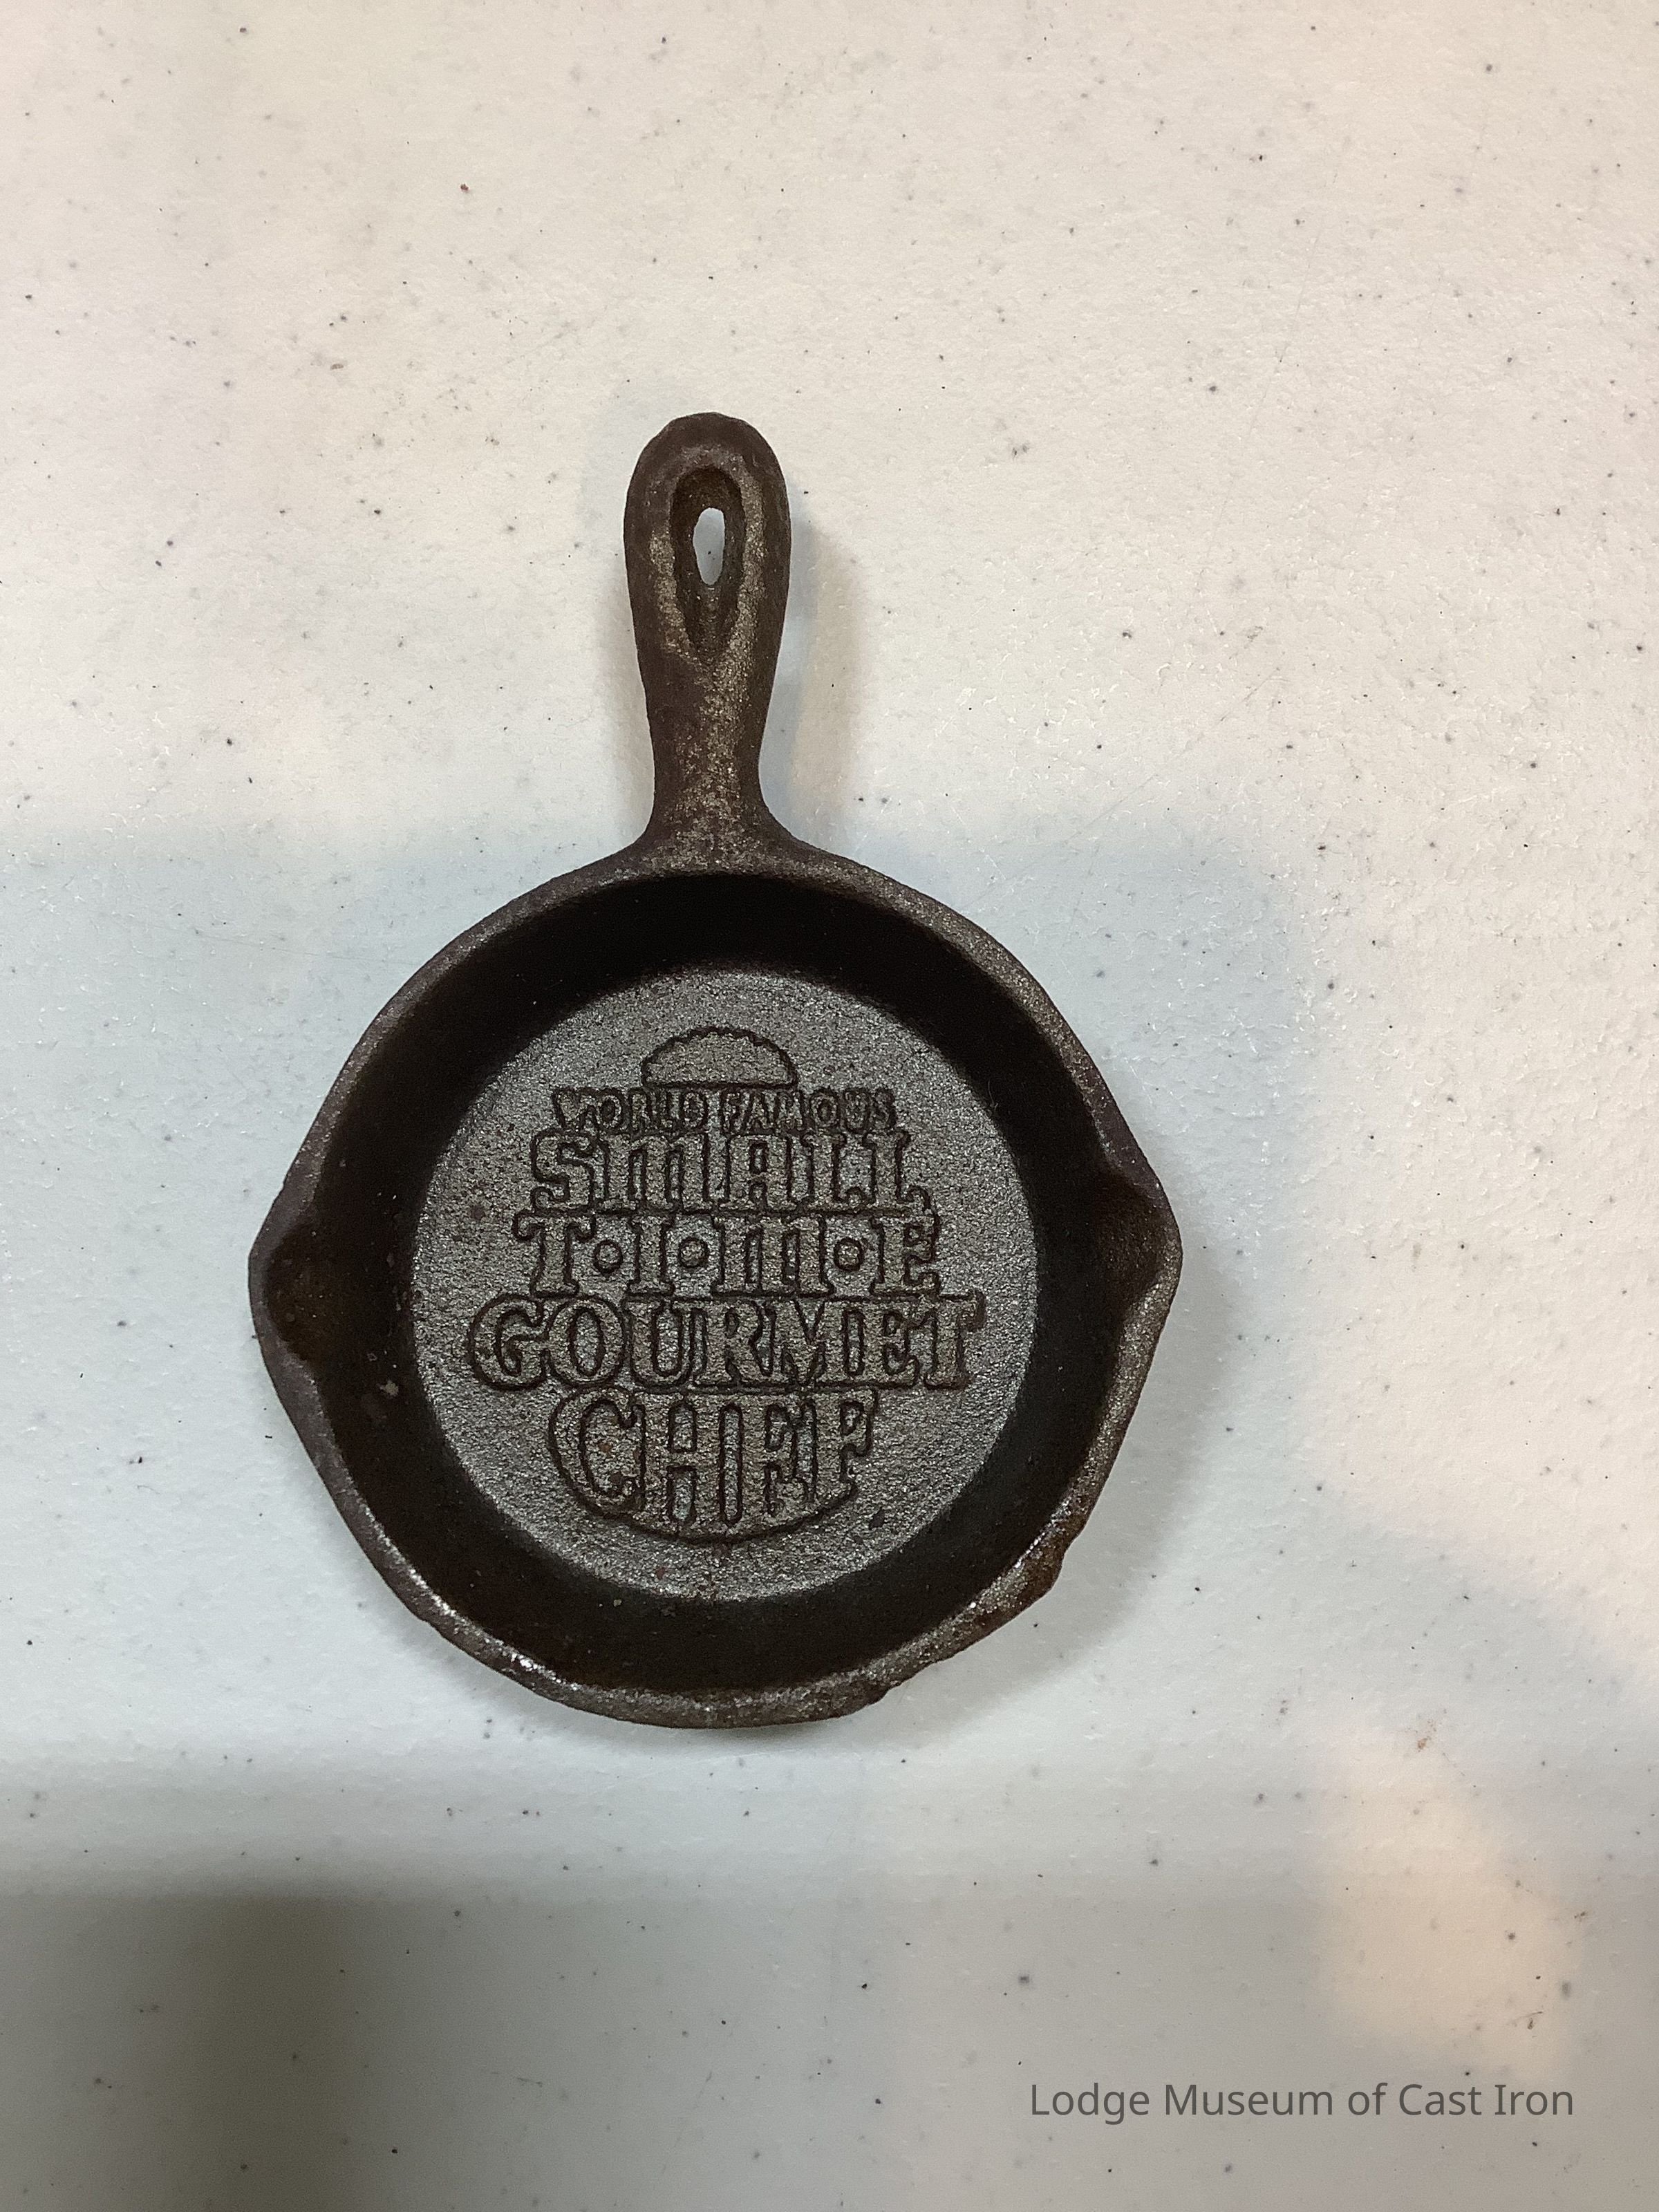 WORLD FAMOUS
SMALL
T·I·M·E
GOURMET
CHEF
Lodge Museum of Cast Iron